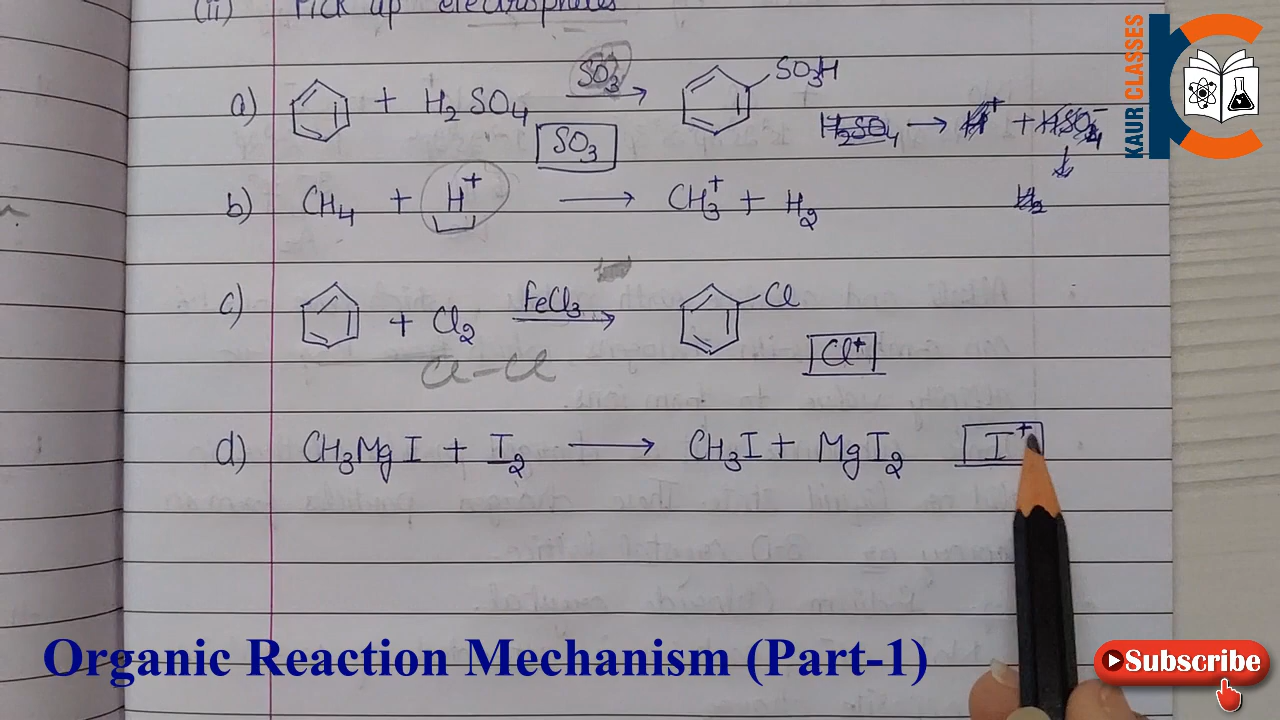 (ii) Pick up electrophiles
a) + H2SO4 SO3 → SO3H
SO3
H2SO4 → H+ + HSO4-
↓
H2
b) CH4 + H+ → CH3+ + H2
c) + Cl2 FeCl3 → Cl
Cl+
Cl-Cl
d) CH3MgI + I2 → CH3I + MgI2 I+
Organic Reaction Mechanism (Part-1)
KAUR CLASSES
Subscribe